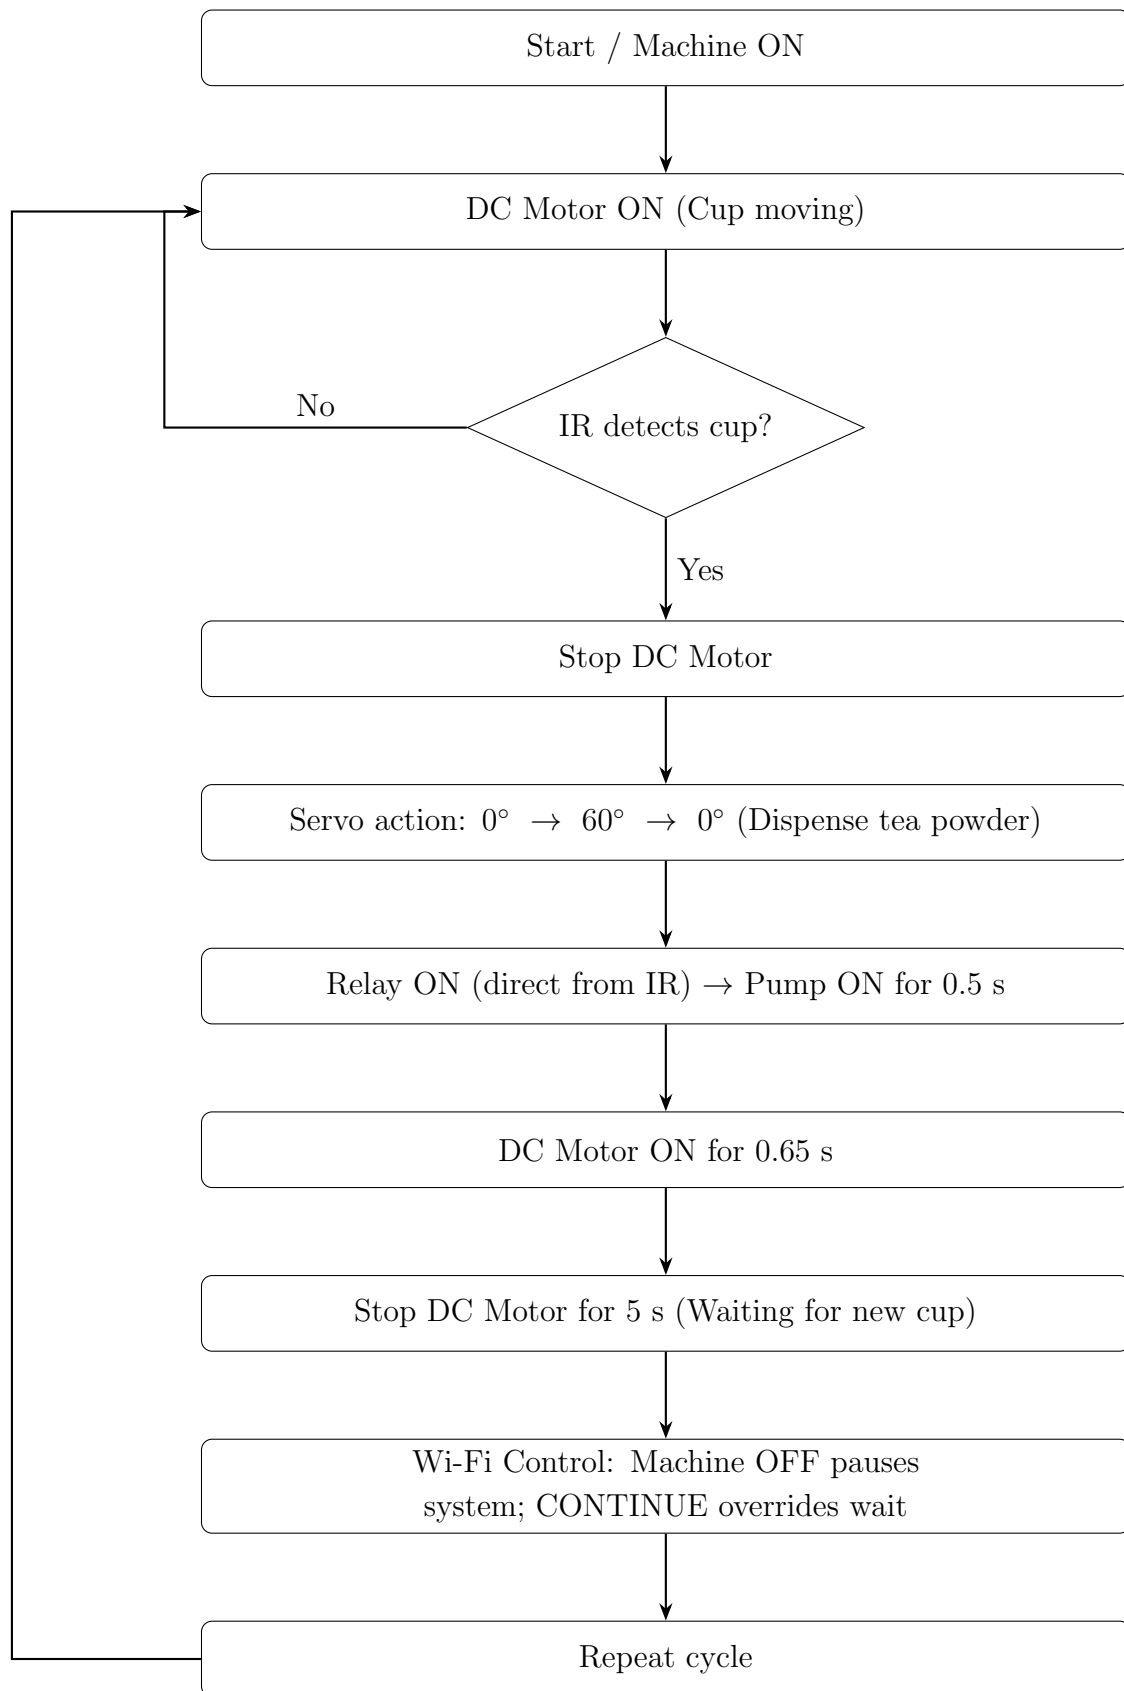 Start / Machine ON
DC Motor ON (Cup moving)
No
IR detects cup?
Yes
Stop DC Motor
Servo action: 0° → 60° → 0° (Dispense tea powder)
Relay ON (direct from IR) → Pump ON for 0.5 s
DC Motor ON for 0.65 s
Stop DC Motor for 5 s (Waiting for new cup)
Wi-Fi Control: Machine OFF pauses
system; CONTINUE overrides wait
Repeat cycle